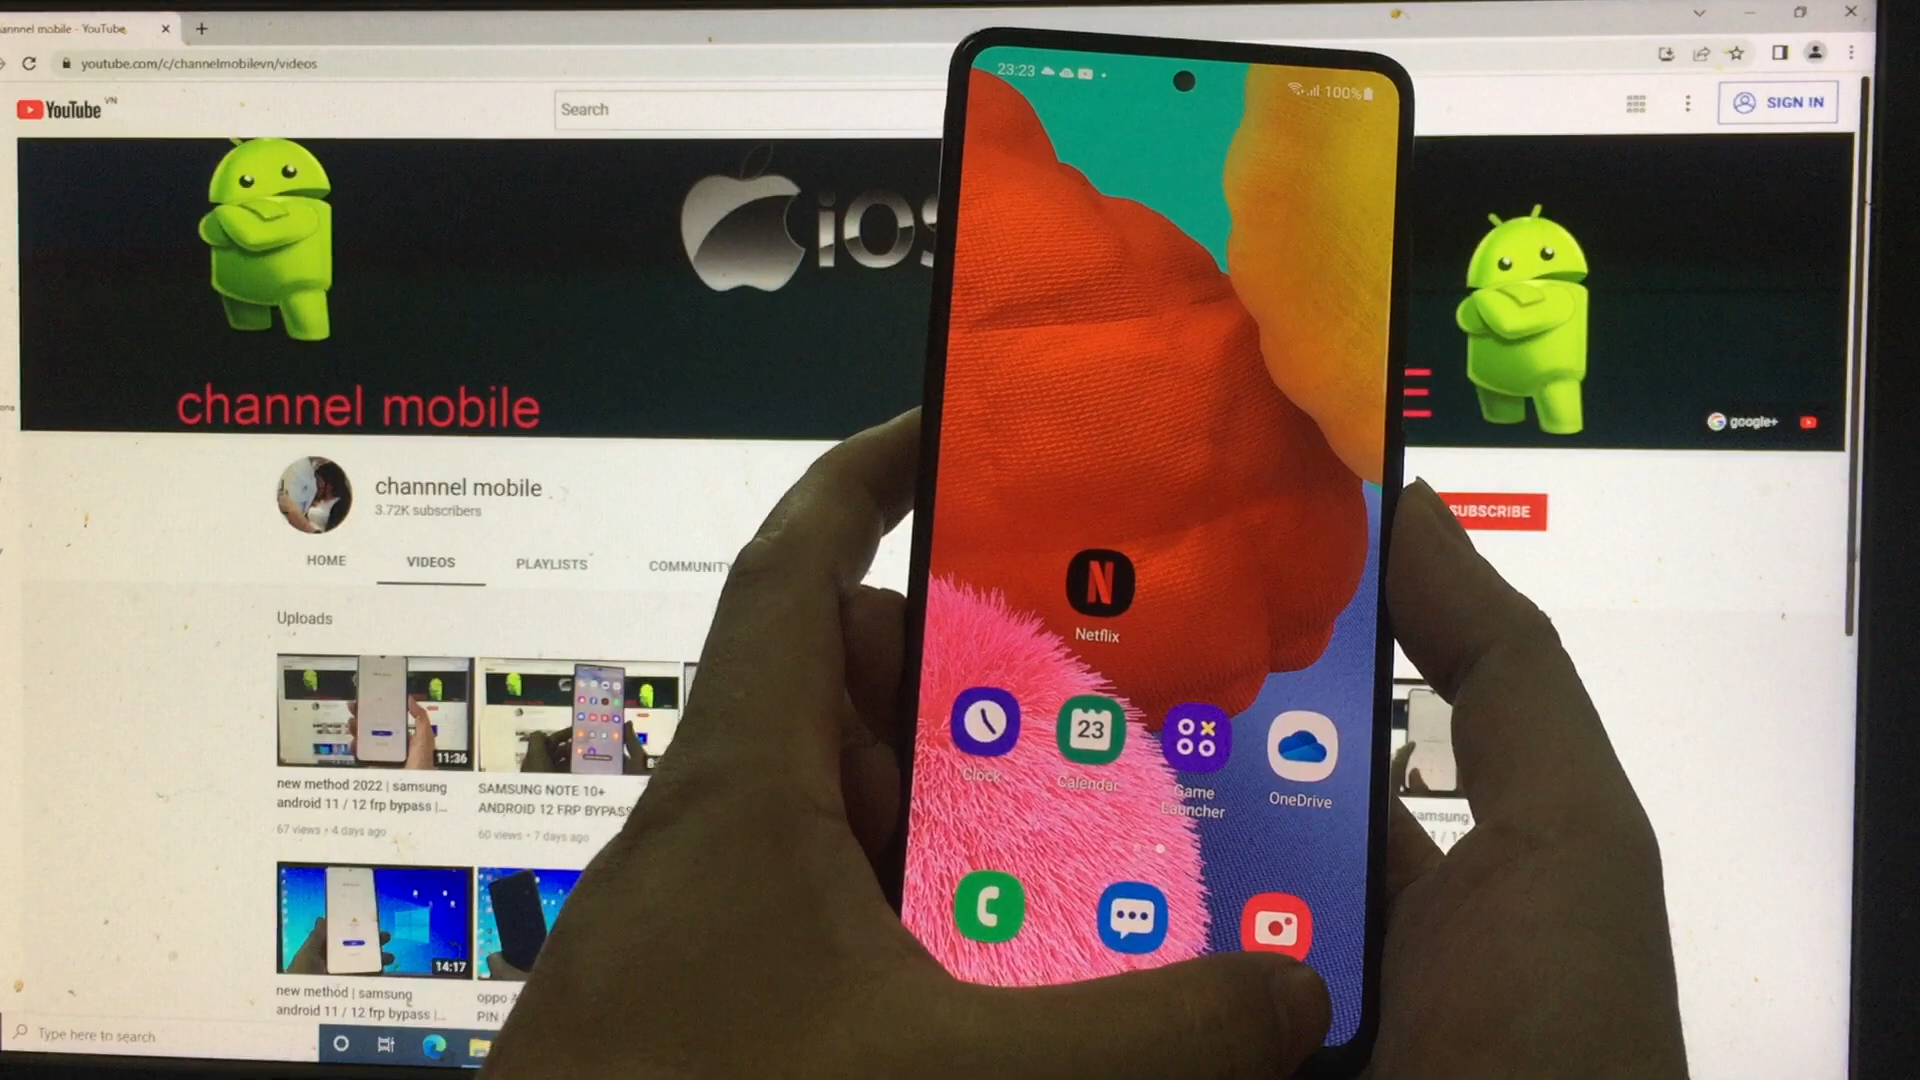 channnel mobile - YouTube
youtube.com/c/channelmobilevn/videos
YouTube VN
Search
SIGN IN
iOS
channel mobile
google+
channnel mobile
3.72K subscribers
SUBSCRIBE
HOME
VIDEOS
PLAYLISTS
COMMUNITY
Uploads
11:36
new method 2022 | samsung
android 11 / 12 frp bypass |...
67 views • 4 days ago
SAMSUNG NOTE 10+
ANDROID 12 FRP BYPASS
60 views • 7 days ago
14:17
new method | samsung
android 11 / 12 frp bypass |...
oppo
PIN
samsung
Type here to search
23:23
100%
N
Netflix
Clock
23
Calendar
Game
Launcher
OneDrive